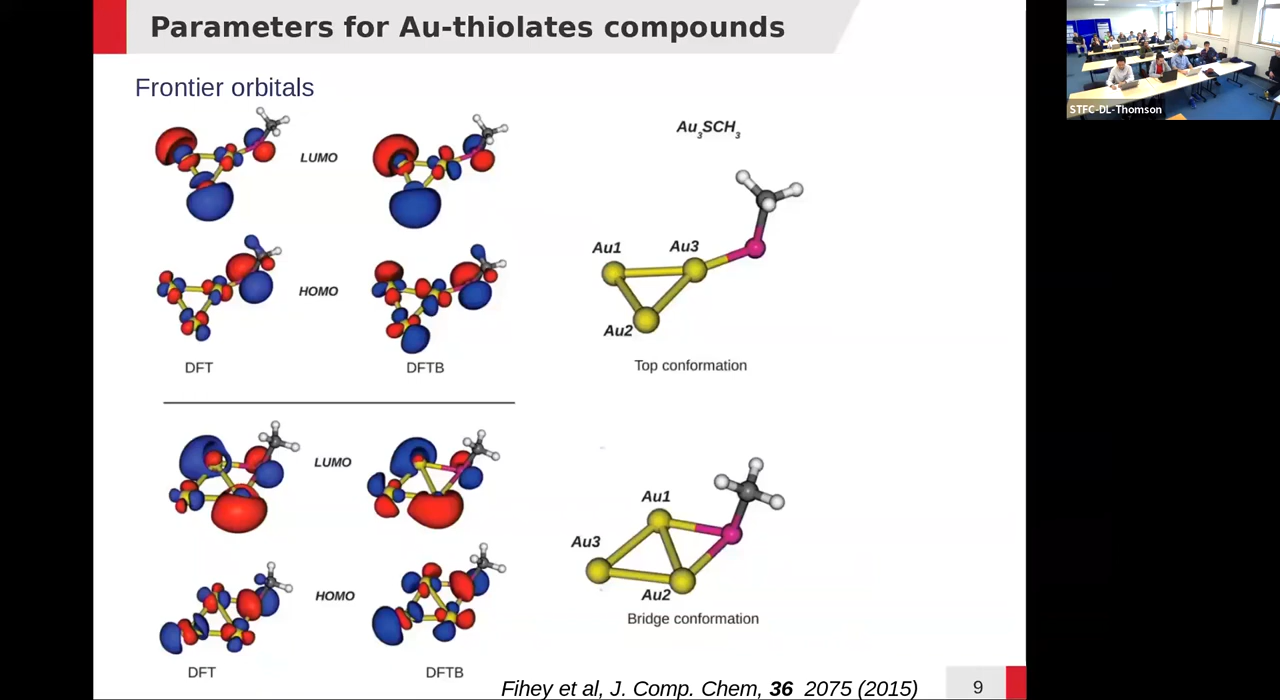 Parameters for Au-thiolates compounds
STFC-DL-Thomson
Frontier orbitals
LUMO
HOMO
DFT
DFTB
Au3SCH3
Au1
Au3
Au2
Top conformation
LUMO
HOMO
DFT
DFTB
Au1
Au3
Au2
Bridge conformation
Fihey et al, J. Comp. Chem, 36 2075 (2015)
9